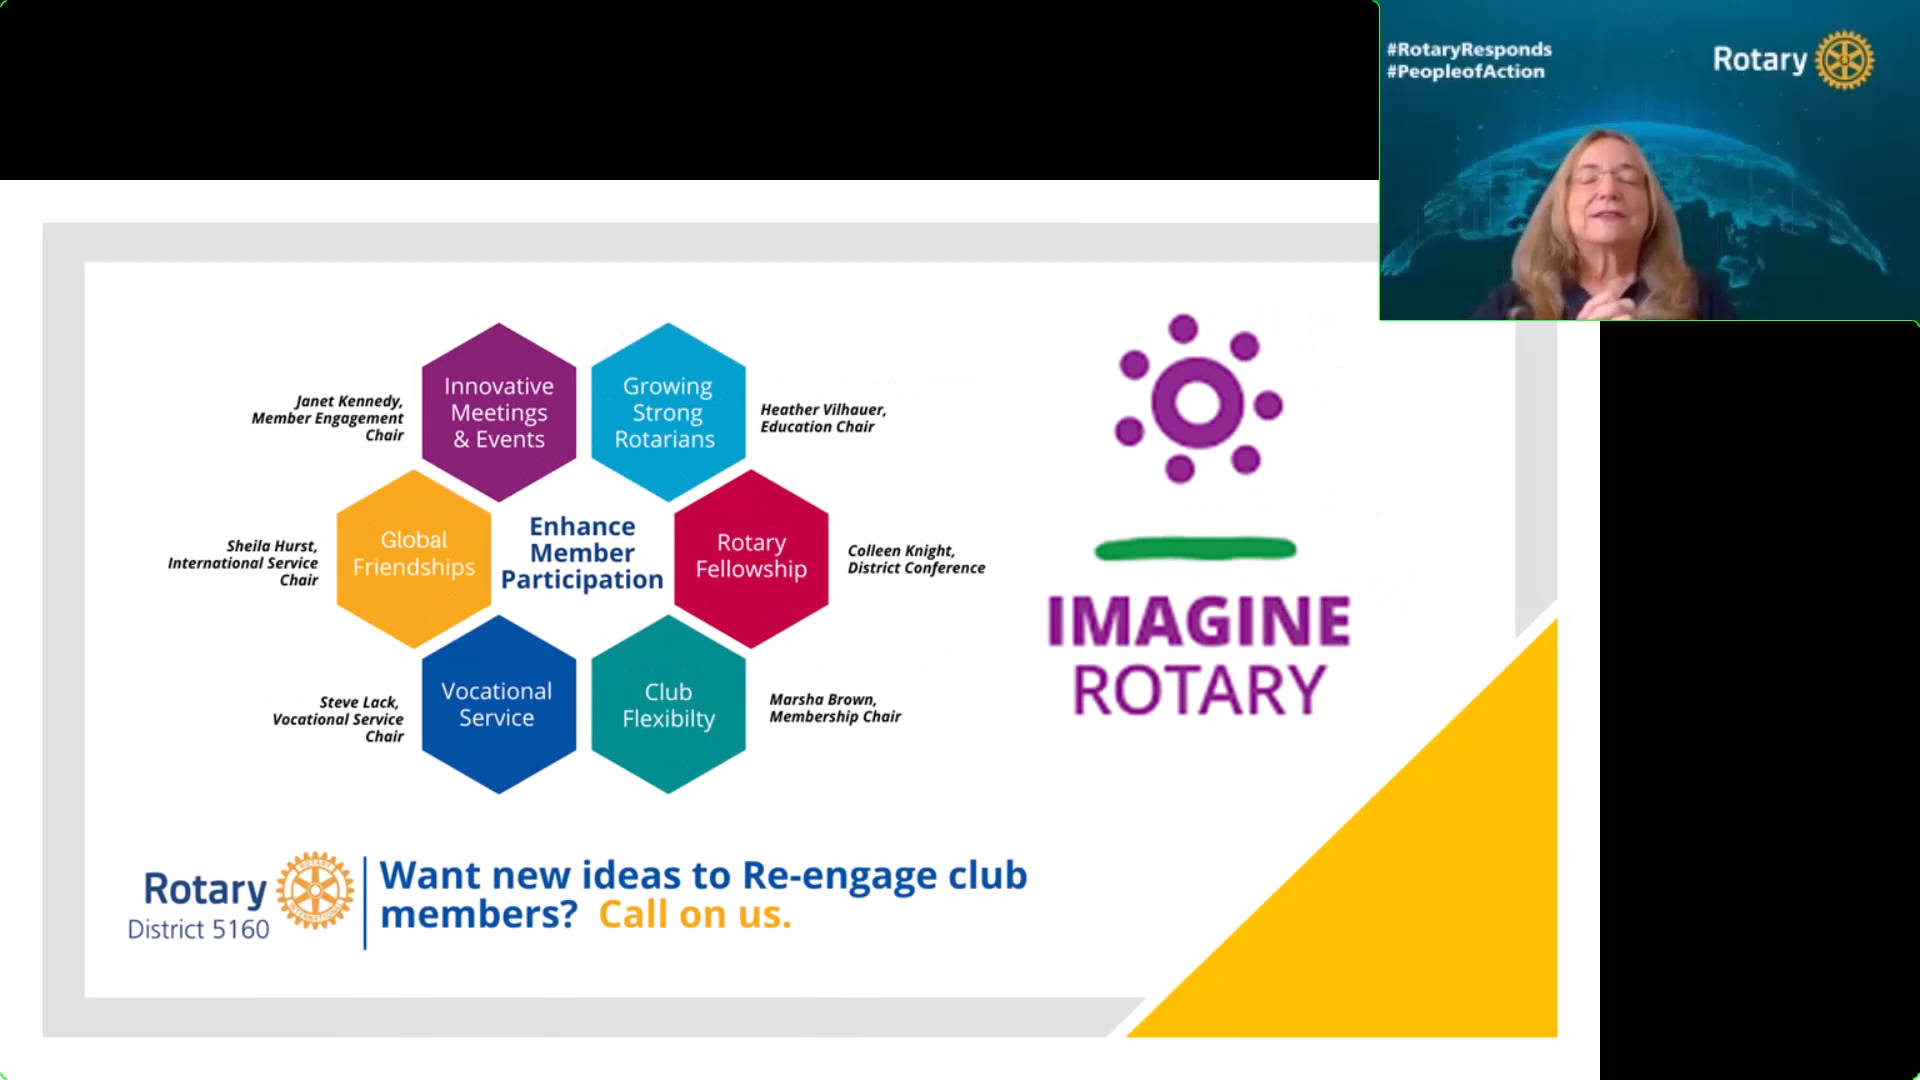 #RotaryResponds
#PeopleofAction
Rotary
Janet Kennedy,
Member Engagement
Chair
Innovative
Meetings
& Events
Growing
Strong
Rotarians
Heather Vilhauer,
Education Chair
Sheila Hurst,
International Service
Chair
Global
Friendships
Enhance
Member
Participation
Rotary
Fellowship
Colleen Knight,
District Conference
Steve Lack,
Vocational Service
Chair
Vocational
Service
Club
Flexibilty
Marsha Brown,
Membership Chair
IMAGINE
ROTARY
Rotary
District 5160
ROTARY
INTERNATIONAL
Want new ideas to Re-engage club
members? Call on us.